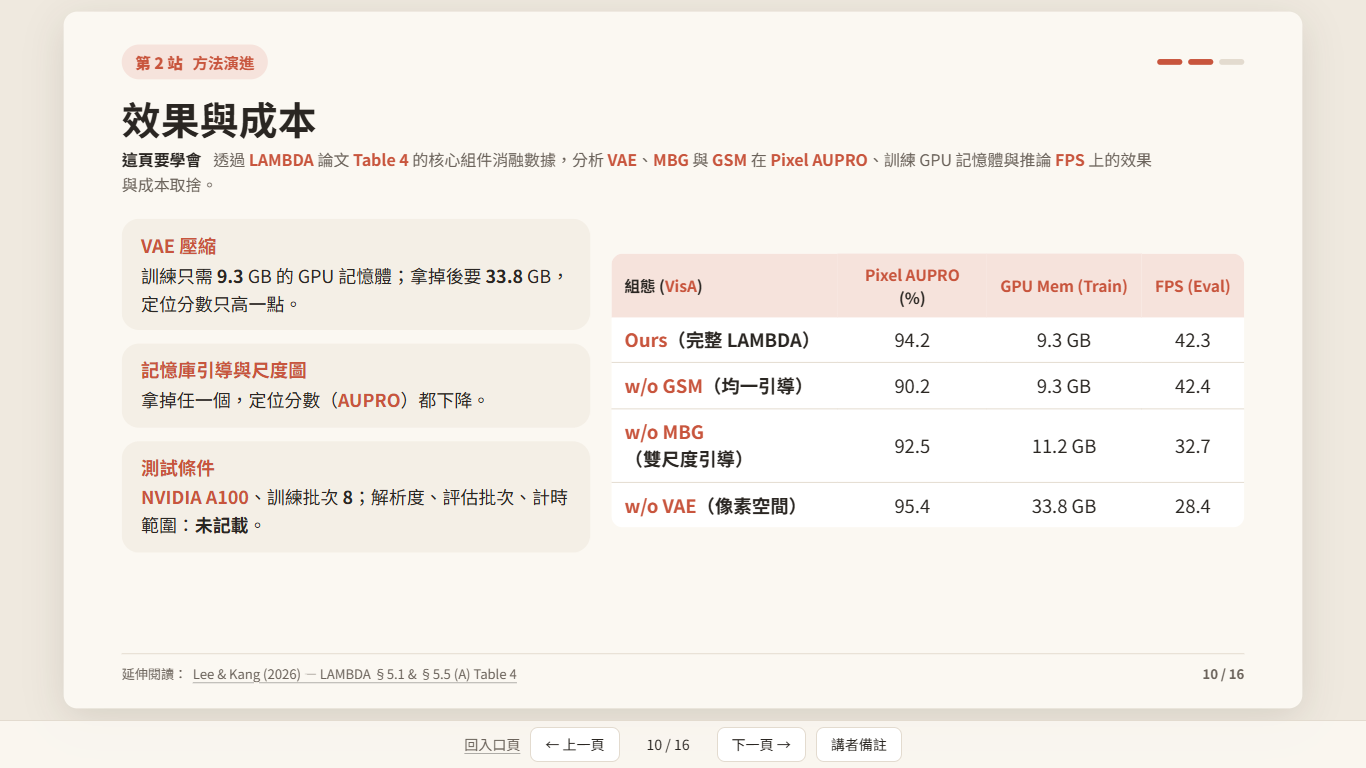 第 2 站 方法演進
效果與成本
這頁要學會 透過 LAMBDA 論文 Table 4 的核心組件消融數據，分析 VAE、MBG 與 GSM 在 Pixel AUPRO、訓練 GPU 記憶體與推論 FPS 上的效果
與成本取捨。
VAE 壓縮
訓練只需 9.3 GB 的 GPU 記憶體；拿掉後要 33.8 GB，
定位分數只高一點。
記憶庫引導與尺度圖
拿掉任一個，定位分數（AUPRO）都下降。
測試條件
NVIDIA A100、訓練批次 8；解析度、評估批次、計時
範圍：未記載。
組態 (VisA) Pixel AUPRO (%) GPU Mem (Train) FPS (Eval)
Ours（完整 LAMBDA） 94.2 9.3 GB 42.3
w/o GSM（均一引導） 90.2 9.3 GB 42.4
w/o MBG（雙尺度引導） 92.5 11.2 GB 32.7
w/o VAE（像素空間） 95.4 33.8 GB 28.4
延伸閱讀： Lee & Kang (2026) — LAMBDA §5.1 & §5.5 (A) Table 4
10 / 16
回入口頁 ← 上一頁 10 / 16 下一頁 → 講者備註